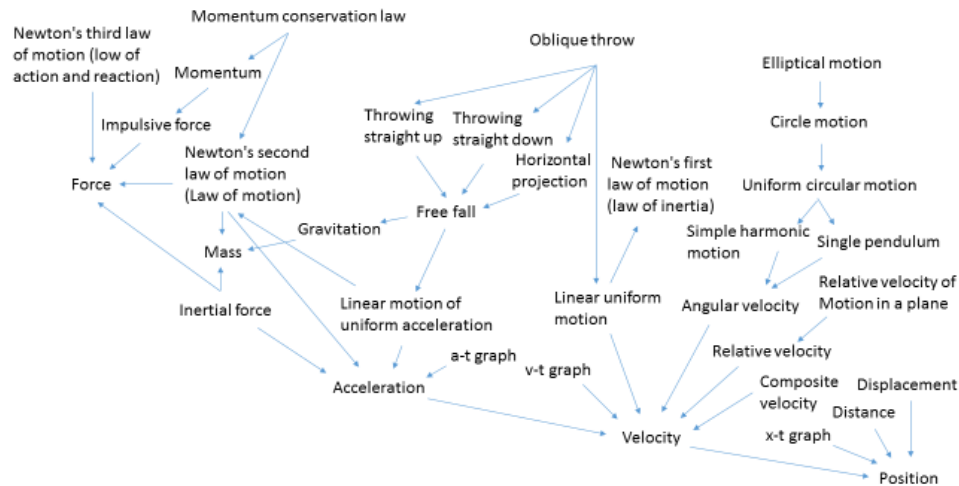 Momentum conservation law
Newton's third law
of motion (low of
action and reaction)
Momentum
Oblique throw
Elliptical motion
Throwing
straight up
Throwing
straight down
Circle motion
Impulsive force
Newton's second
law of motion
(Law of motion)
Horizontal
projection
Newton's first
law of motion
(law of inertia)
Force
Uniform circular motion
Free fall
Gravitation
Simple harmonic
motion
Single pendulum
Mass
Inertial force
Linear motion of
uniform acceleration
Linear uniform
motion
Angular velocity
Relative velocity of
Motion in a plane
a-t graph
v-t graph
Relative velocity
Acceleration
Composite
velocity
Displacement
Distance
Velocity
x-t graph
Position